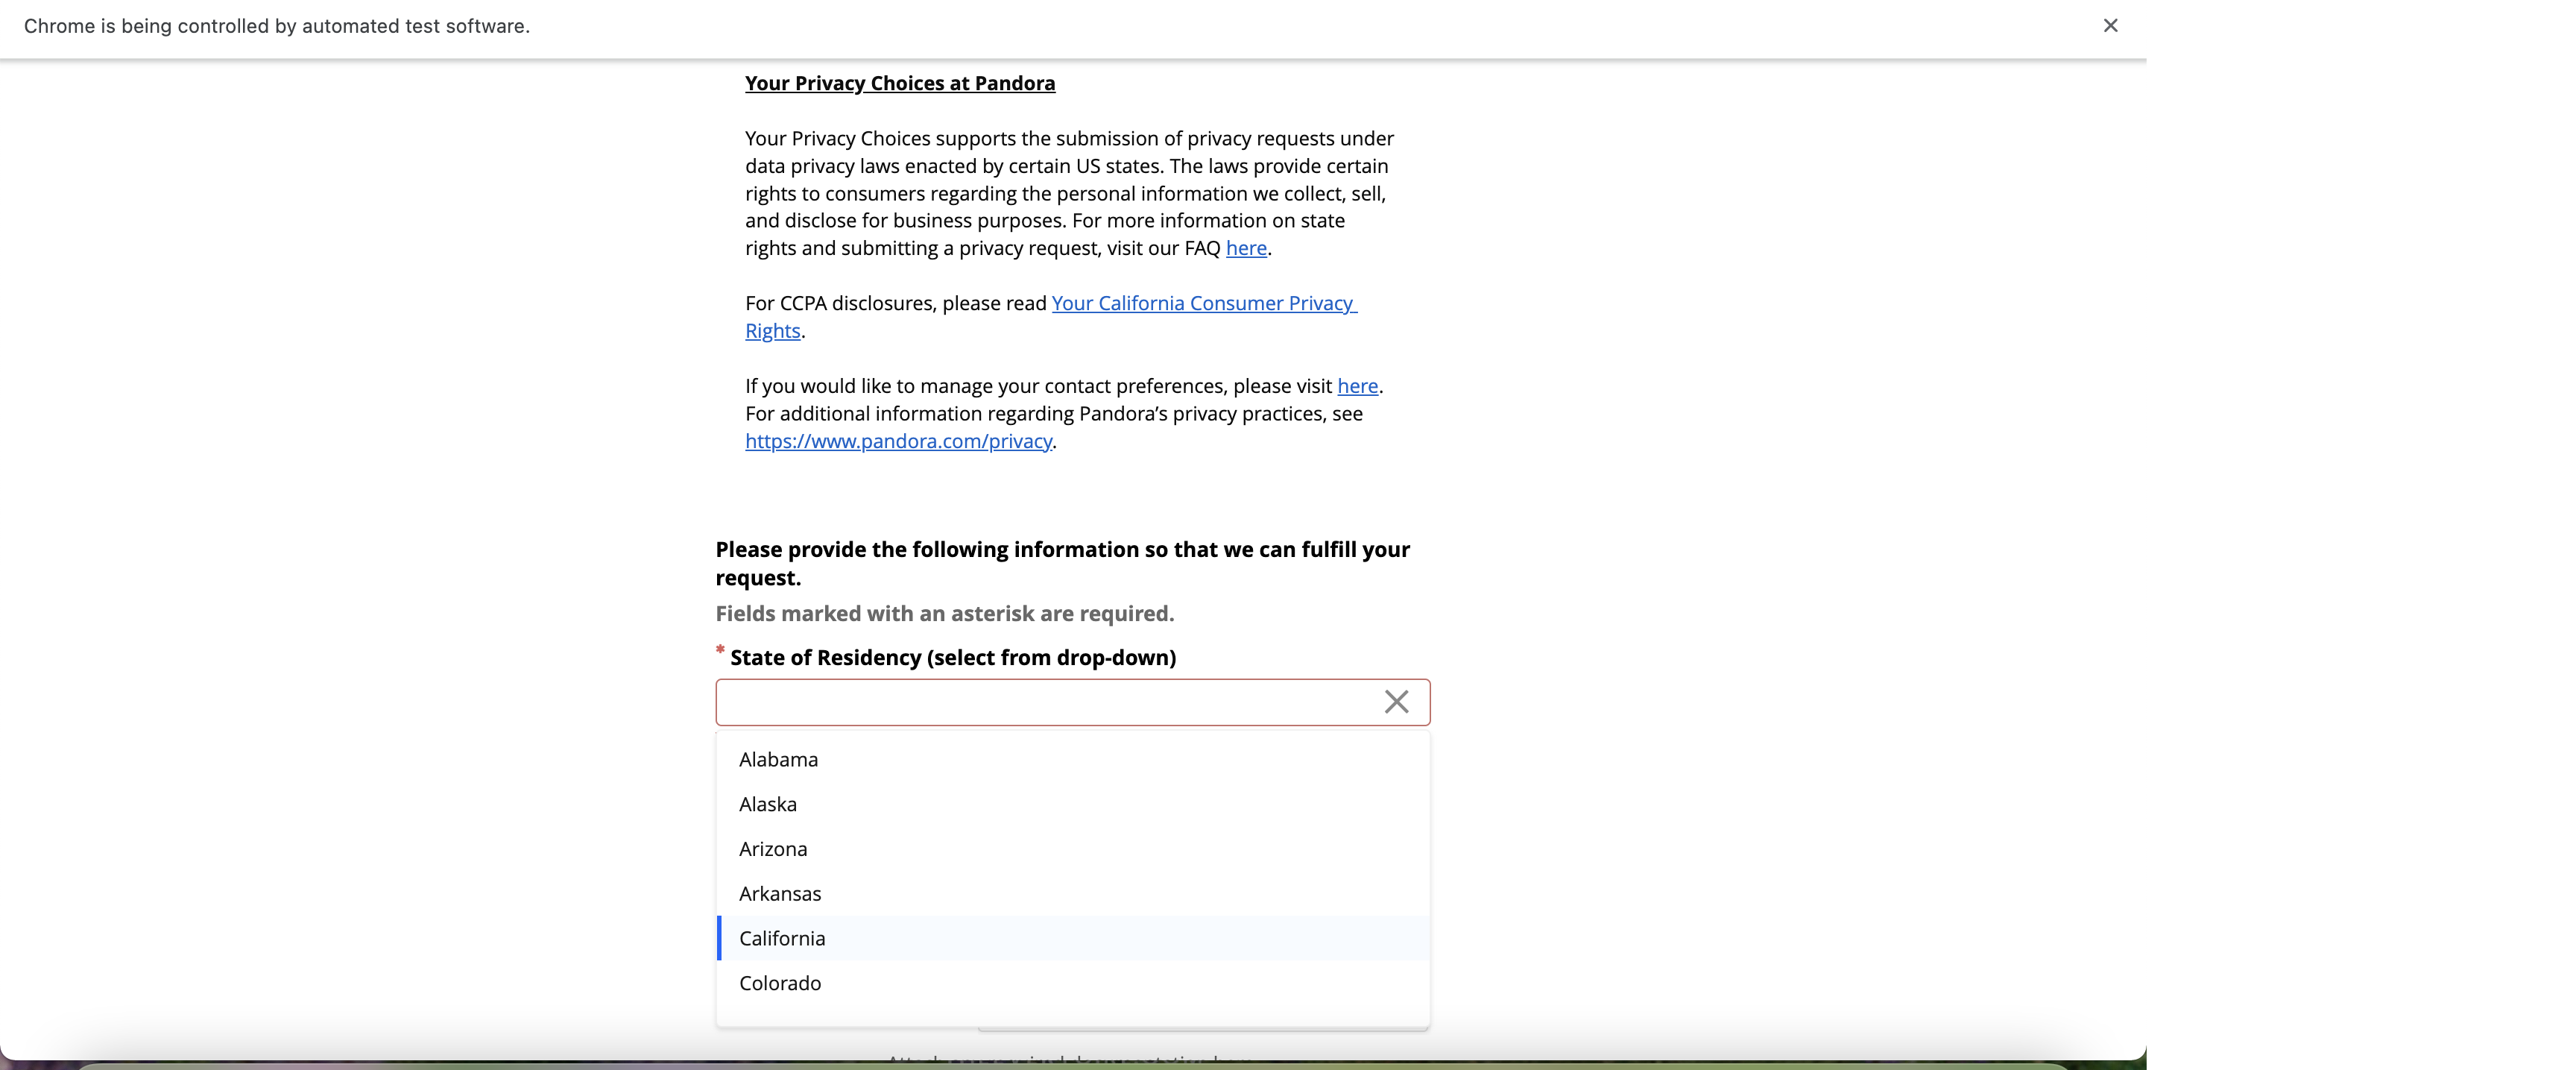 Chrome is being controlled by automated test software.
Your Privacy Choices at Pandora
Your Privacy Choices supports the submission of privacy requests under
data privacy laws enacted by certain US states. The laws provide certain
rights to consumers regarding the personal information we collect, sell,
and disclose for business purposes. For more information on state
rights and submitting a privacy request, visit our FAQ here.
For CCPA disclosures, please read Your California Consumer Privacy
Rights.
If you would like to manage your contact preferences, please visit here.
For additional information regarding Pandora’s privacy practices, see
https://www.pandora.com/privacy.
Please provide the following information so that we can fulfill your
request.
Fields marked with an asterisk are required.
* State of Residency (select from drop-down)
Alabama
Alaska
Arizona
Arkansas
California
Colorado